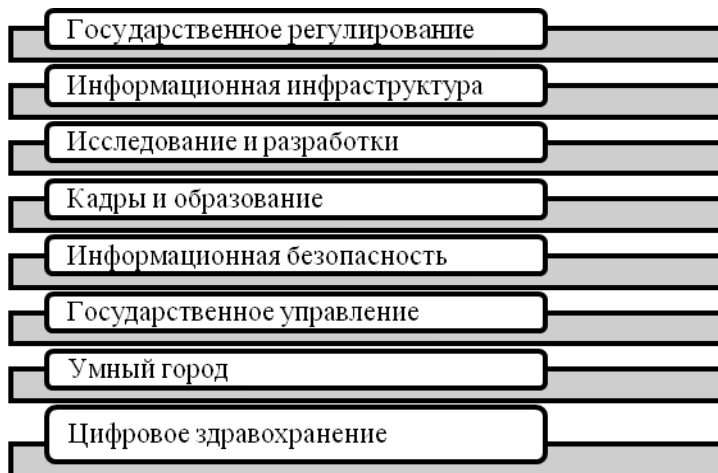 Государственное регулирование
Информационная инфраструктура
Исследование и разработки
Кадры и образование
Информационная безопасность
Государственное управление
Умный город
Цифровое здравохранение